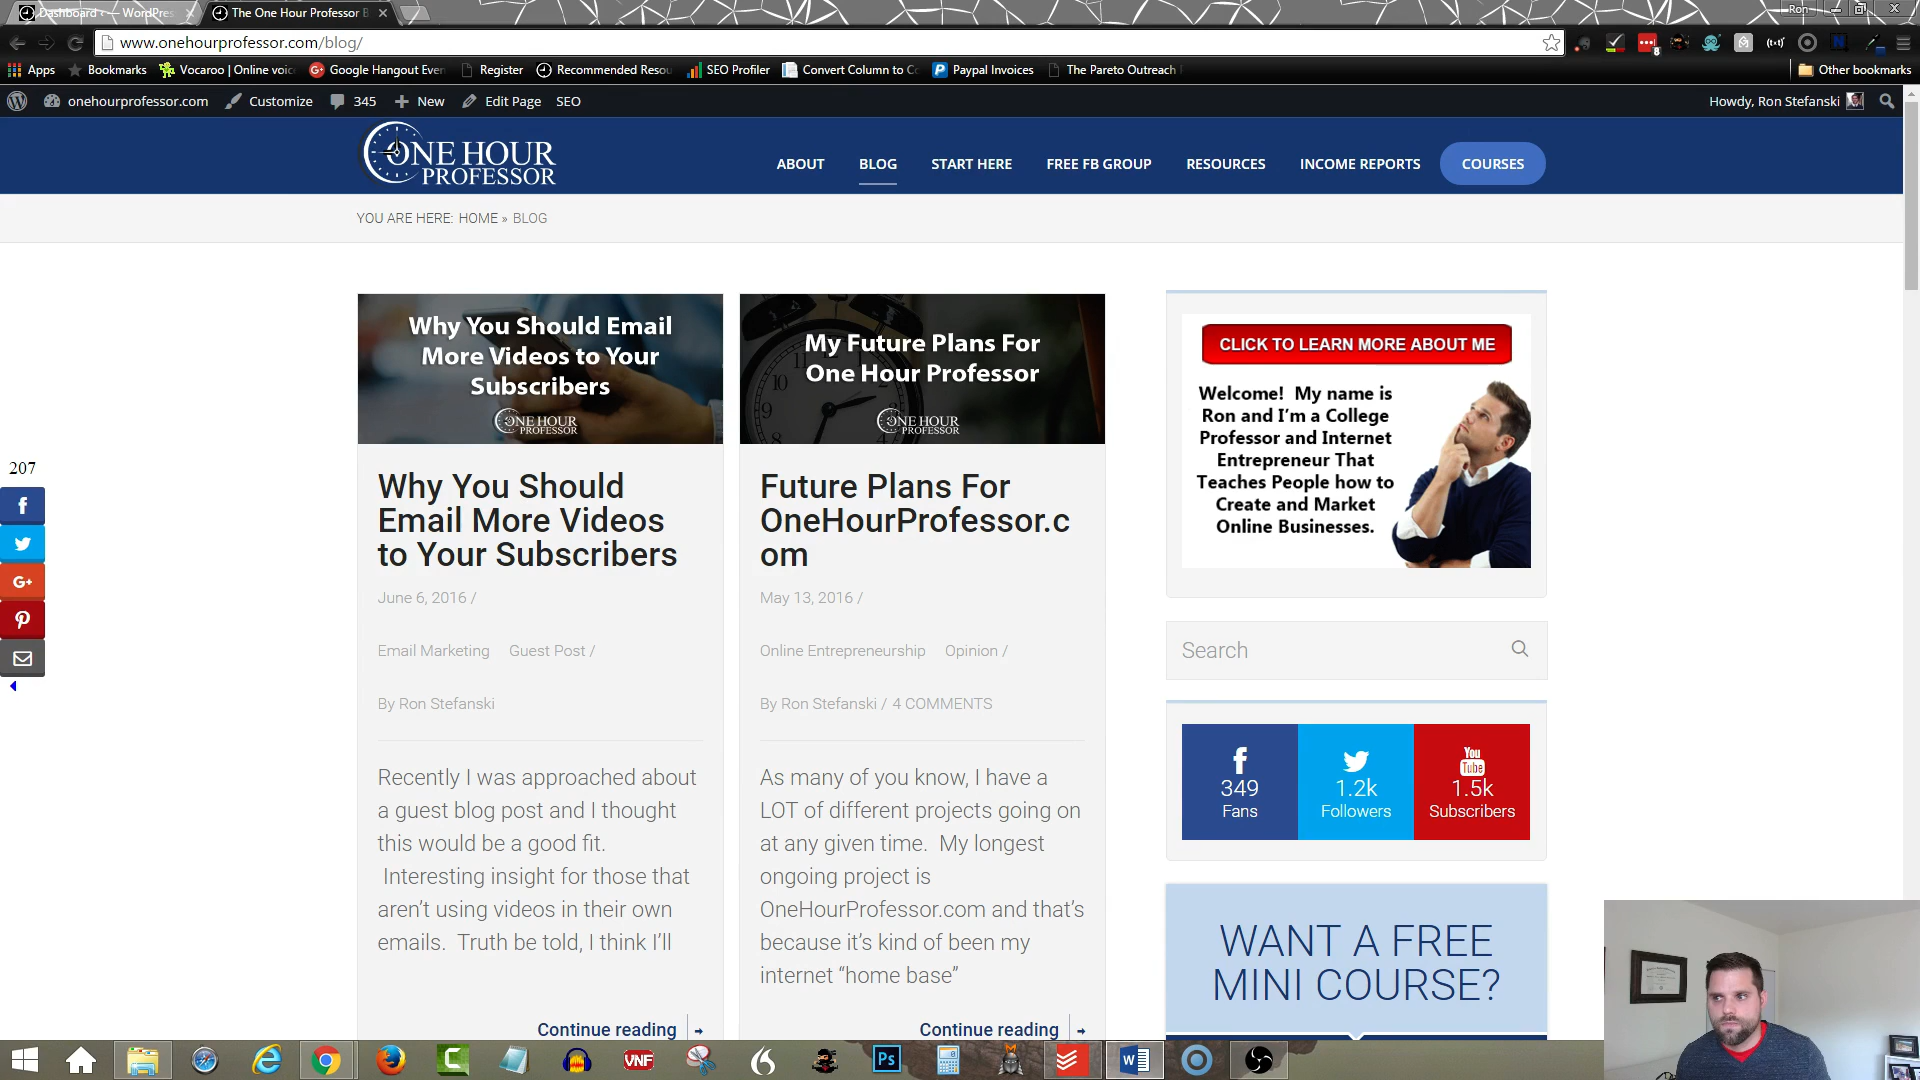 Dashboard ‹ — WordPres
The One Hour Professor B
Ron
www.onehourprofessor.com/blog/
Apps
Bookmarks
Vocaroo | Online voic
Google Hangout Even
Register
Recommended Resou
SEO Profiler
Convert Column to Co
Paypal Invoices
The Pareto Outreach
Other bookmarks
onehourprofessor.com
Customize
345
New
Edit Page
SEO
Howdy, Ron Stefanski
ONE HOUR
PROFESSOR
ABOUT
BLOG
START HERE
FREE FB GROUP
RESOURCES
INCOME REPORTS
COURSES
YOU ARE HERE: HOME » BLOG
Why You Should Email
More Videos to Your
Subscribers
ONE HOUR
PROFESSOR
Why You Should
Email More Videos
to Your Subscribers
June 6, 2016 /
Email Marketing Guest Post /
By Ron Stefanski
Recently I was approached about
a guest blog post and I thought
this would be a good fit.
Interesting insight for those that
aren't using videos in their own
emails. Truth be told, I think I'll
Continue reading
My Future Plans For
One Hour Professor
ONE HOUR
PROFESSOR
Future Plans For
OneHourProfessor.c
om
May 13, 2016 /
Online Entrepreneurship Opinion /
By Ron Stefanski / 4 COMMENTS
As many of you know, I have a
LOT of different projects going on
at any given time. My longest
ongoing project is
OneHourProfessor.com and that's
because it's kind of been my
internet “home base”
Continue reading
CLICK TO LEARN MORE ABOUT ME
Welcome! My name is
Ron and I'm a College
Professor and Internet
Entrepreneur That
Teaches People how to
Create and Market
Online Businesses.
Search
349
Fans
1.2k
Followers
You
Tube
1.5k
Subscribers
WANT A FREE
MINI COURSE?
207
G+
VNF
Ps